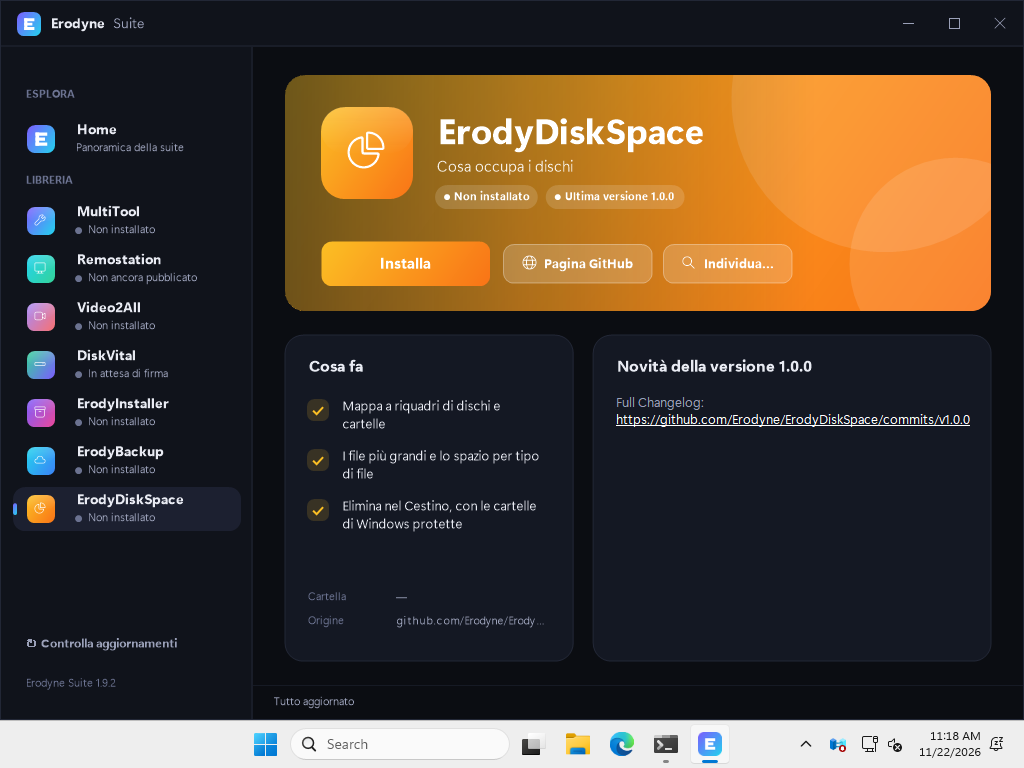 Erodyne Suite
ESPLORA
Home
Panoramica della suite
LIBRERIA
MultiTool
Non installato
Remostation
Non ancora pubblicato
Video2All
Non installato
DiskVital
In attesa di firma
ErodyInstaller
Non installato
ErodyBackup
Non installato
ErodyDiskSpace
Non installato
Controlla aggiornamenti
Erodyne Suite 1.9.2
ErodyDiskSpace
Cosa occupa i dischi
Non installato
Ultima versione 1.0.0
Installa
Pagina GitHub
Individua...
Cosa fa
Mappa a riquadri di dischi e
cartelle
I file più grandi e lo spazio per tipo
di file
Elimina nel Cestino, con le cartelle
di Windows protette
Cartella —
Origine github.com/Erodyne/Erody...
Novità della versione 1.0.0
Full Changelog:
https://github.com/Erodyne/ErodyDiskSpace/commits/v1.0.0
Tutto aggiornato
Search
11:18 AM
11/22/2026